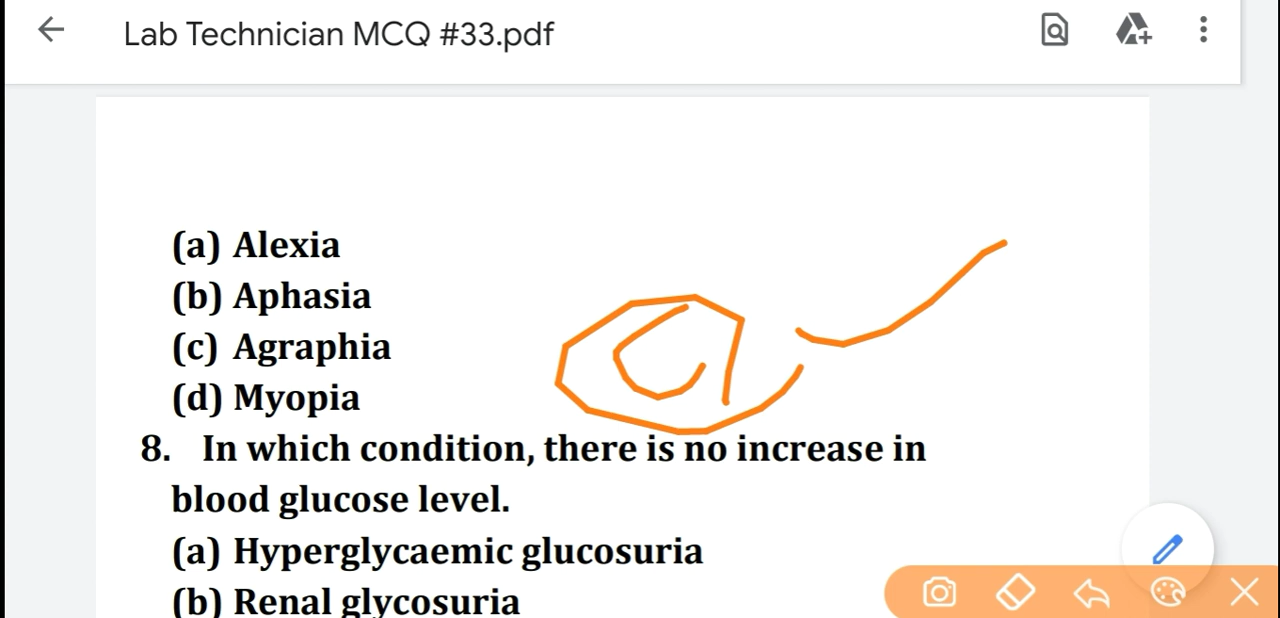 Lab Technician MCQ #33.pdf
(a) Alexia
(b) Aphasia
(c) Agraphia
(d) Myopia
a
8. In which condition, there is no increase in
blood glucose level.
(a) Hyperglycaemic glucosuria
(b) Renal glycosuria